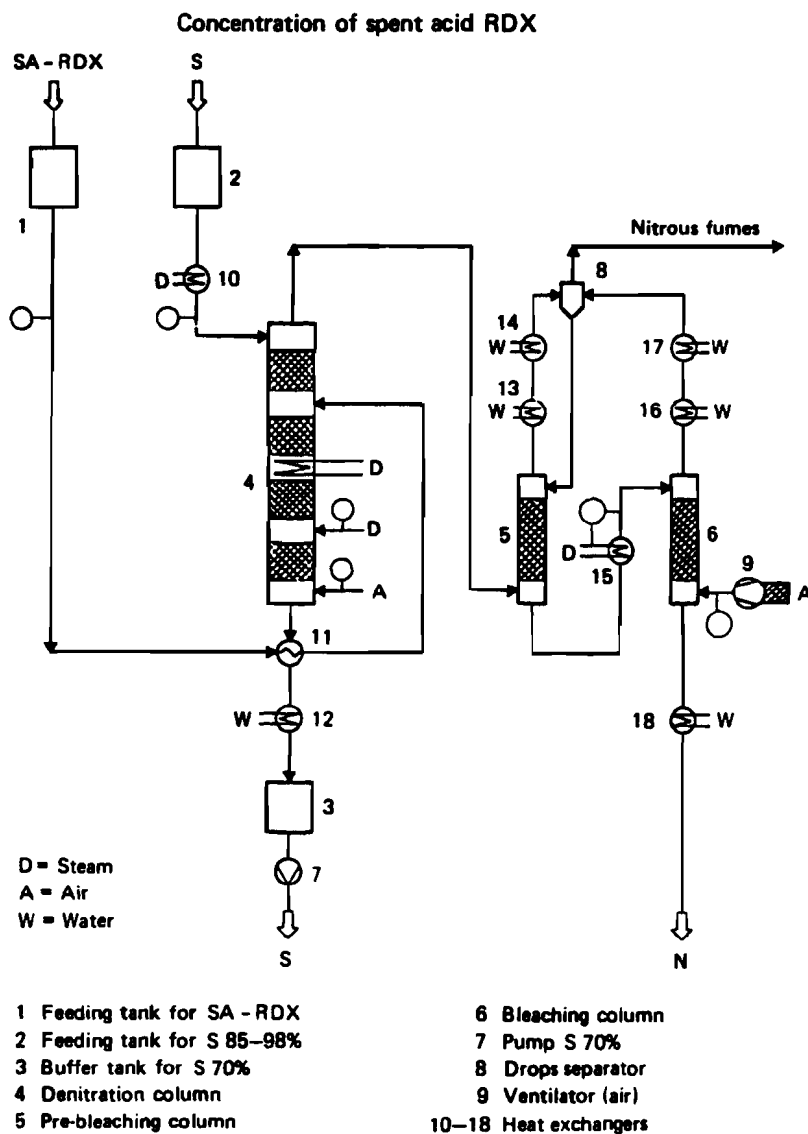 Concentration of spent acid RDX
SA-RDX
S
1
2
D
10
Nitrous fumes
8
14
W
17
W
13
W
16
W
4
D
D
A
5
D
15
6
9
A
11
W
12
18
W
3
7
D = Steam
A = Air
W = Water
S
N
1 Feeding tank for SA-RDX
2 Feeding tank for S 85–98%
3 Buffer tank for S 70%
4 Denitration column
5 Pre-bleaching column
6 Bleaching column
7 Pump S 70%
8 Drops separator
9 Ventilator (air)
10–18 Heat exchangers